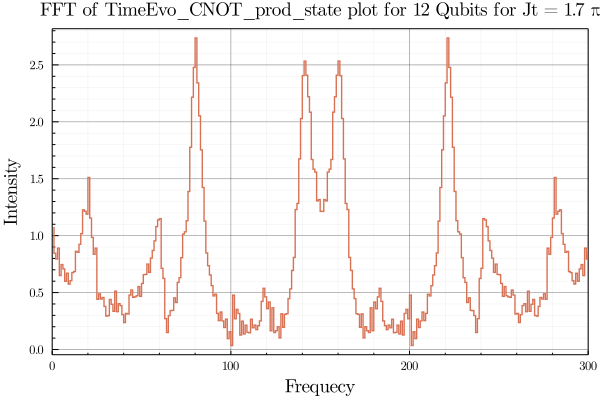 FFT of TimeEvo_CNOT_prod_state plot for 12 Qubits for Jt = 1.7 π
Intensity
2.5
2.0
1.5
1.0
0.5
0.0
0 100 200 300
Frequecy